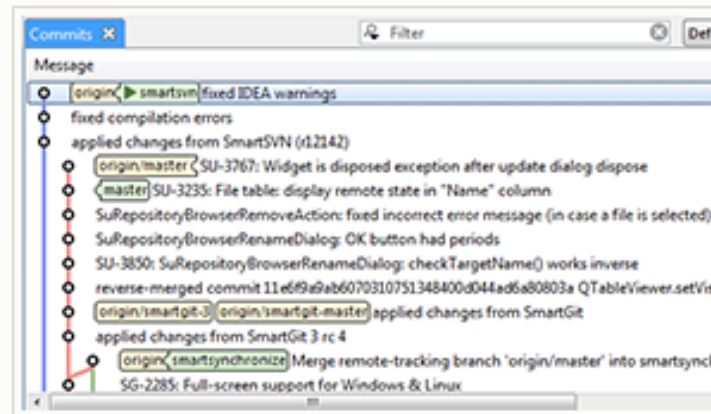 Commits
Filter
Def
Message
origin smartsvn fixed IDEA warnings
fixed compilation errors
applied changes from SmartSVN (r12142)
origin/master SU-3767: Widget is disposed exception after update dialog dispose
master SU-3235: File table: display remote state in "Name" column
SuRepositoryBrowserRemoveAction: fixed incorrect error message (in case a file is selected)
SuRepositoryBrowserRenameDialog: OK button had periods
SU-3850: SuRepositoryBrowserRenameDialog: checkTargetName() works inverse
reverse-merged commit 11e6f9a9ab6070310751348400d044ad6a80803a QTableViewer.setVis
origin/smartgit-3 origin/smartgit-master applied changes from SmartGit
applied changes from SmartGit 3 rc 4
origin smartsynchronize Merge remote-tracking branch 'origin/master' into smartsyncl
SG-2285: Full-screen support for Windows & Linux